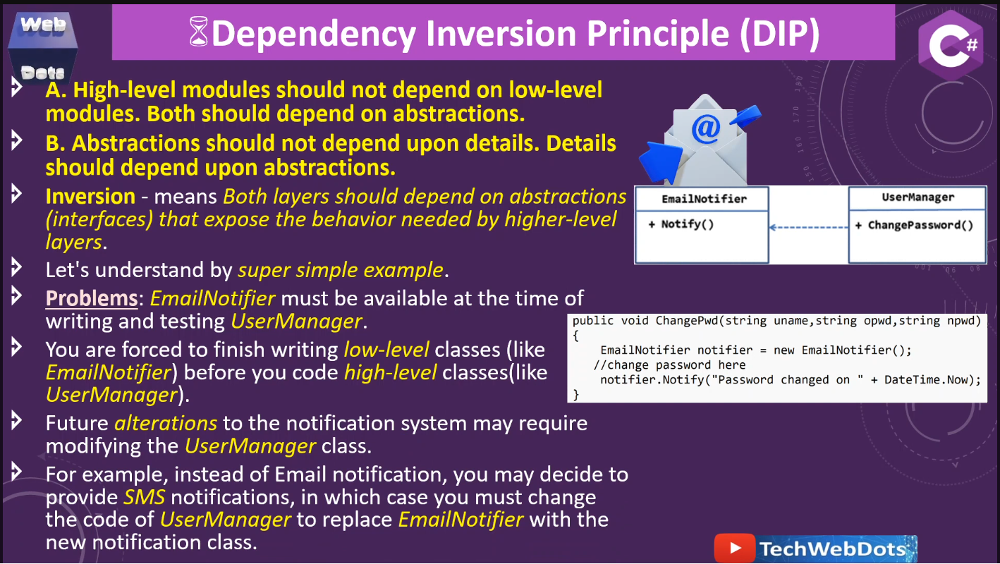 Web
Dots
⌛Dependency Inversion Principle (DIP)
C#
A. High-level modules should not depend on low-level
modules. Both should depend on abstractions.
B. Abstractions should not depend upon details. Details
should depend upon abstractions.
Inversion - means Both layers should depend on abstractions
(interfaces) that expose the behavior needed by higher-level
layers.
Let's understand by super simple example.
Problems: EmailNotifier must be available at the time of
writing and testing UserManager.
You are forced to finish writing low-level classes (like
EmailNotifier) before you code high-level classes(like
UserManager).
Future alterations to the notification system may require
modifying the UserManager class.
For example, instead of Email notification, you may decide to
provide SMS notifications, in which case you must change
the code of UserManager to replace EmailNotifier with the
new notification class.
@
EmailNotifier
+ Notify()
UserManager
+ ChangePassword()
public void ChangePwd(string uname,string opwd,string npwd)
{
EmailNotifier notifier = new EmailNotifier();
//change password here
notifier.Notify("Password changed on " + DateTime.Now);
}
180
170
160
150
TechWebDots